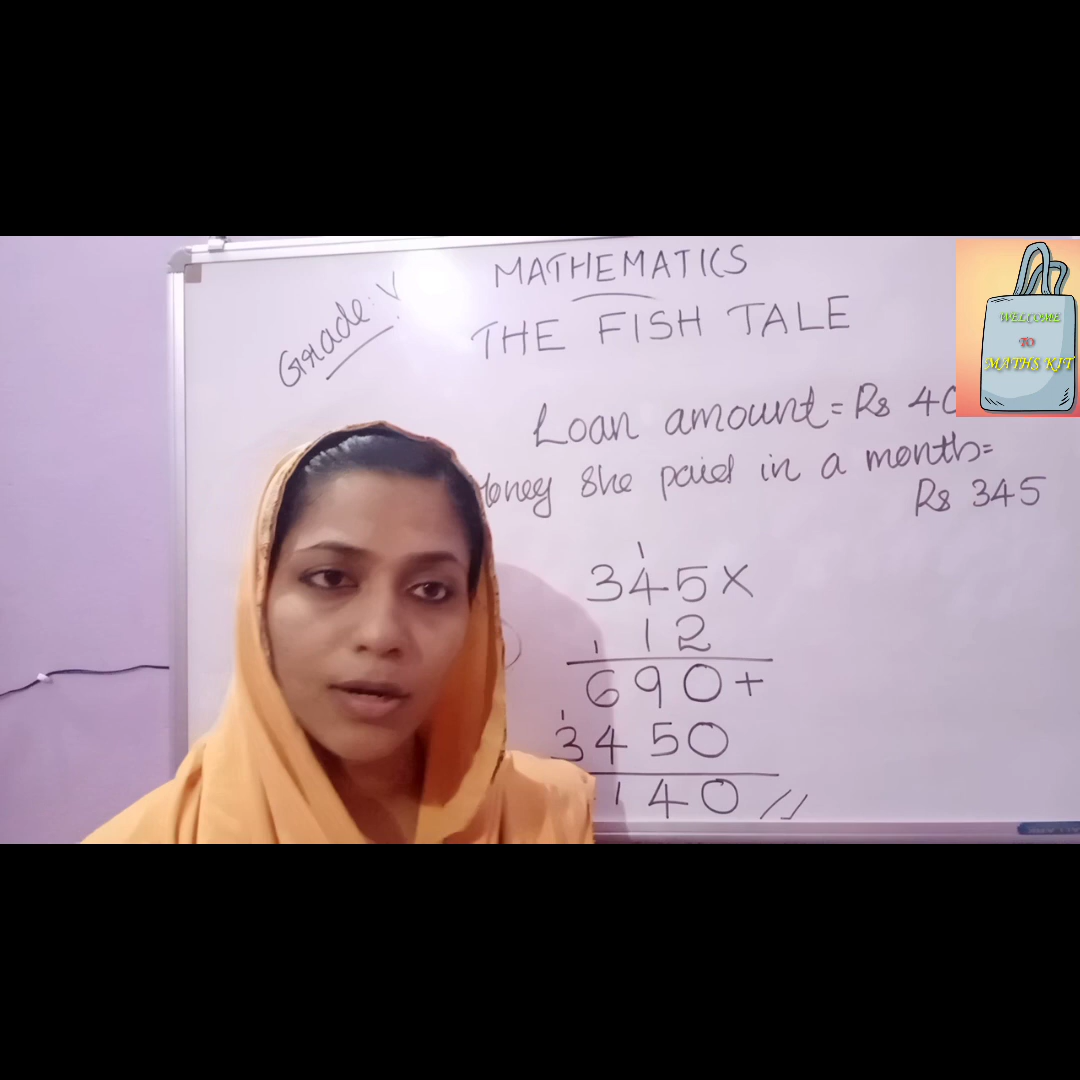 MATHEMATICS
Grade: V
THE FISH TALE
WELCOME
TO
MATHS KIT
Loan amount = Rs 40
Money she paid in a month =
Rs 345
1
345 X
12
1
690 +
1
3450
140 //